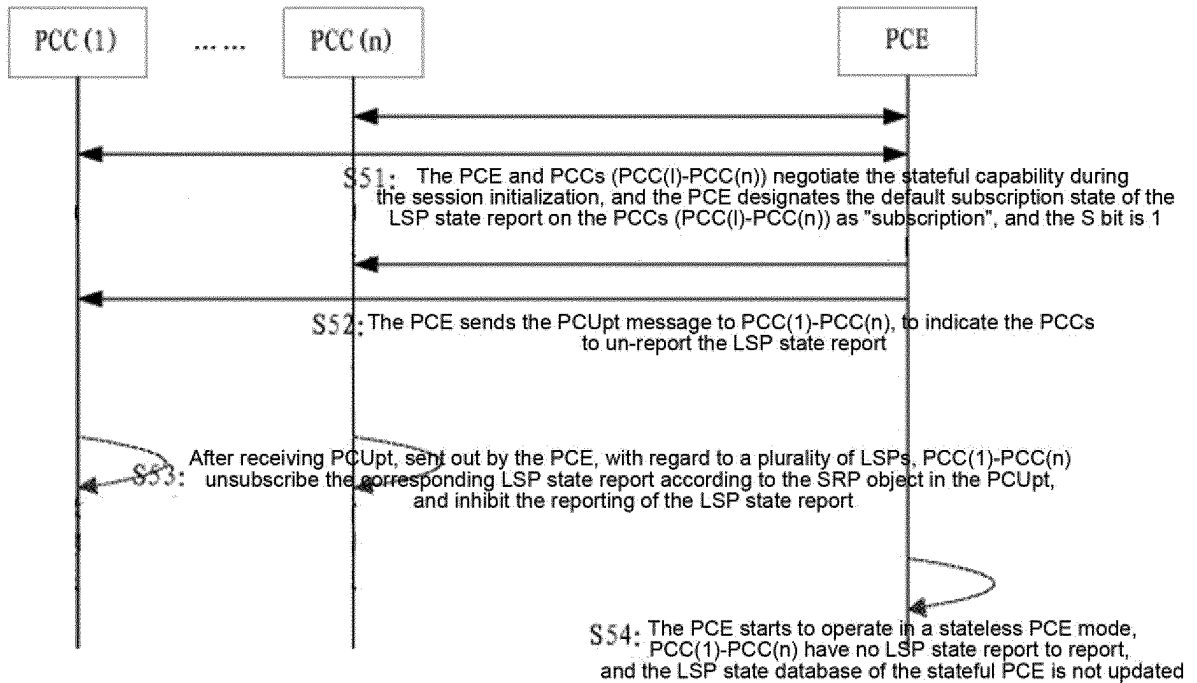 PCC(1)
... ...
PCC(n)
PCE
S51: The PCE and PCCs (PCC(l)-PCC(n)) negotiate the stateful capability during
the session initialization, and the PCE designates the default subscription state of the
LSP state report on the PCCs (PCC(l)-PCC(n)) as "subscription", and the S bit is 1
S52: The PCE sends the PCUpt message to PCC(1)-PCC(n), to indicate the PCCs
to un-report the LSP state report
S53: After receiving PCUpt, sent out by the PCE, with regard to a plurality of LSPs, PCC(1)-PCC(n)
unsubscribe the corresponding LSP state report according to the SRP object in the PCUpt,
and inhibit the reporting of the LSP state report
S54: The PCE starts to operate in a stateless PCE mode,
PCC(1)-PCC(n) have no LSP state report to report,
and the LSP state database of the stateful PCE is not updated